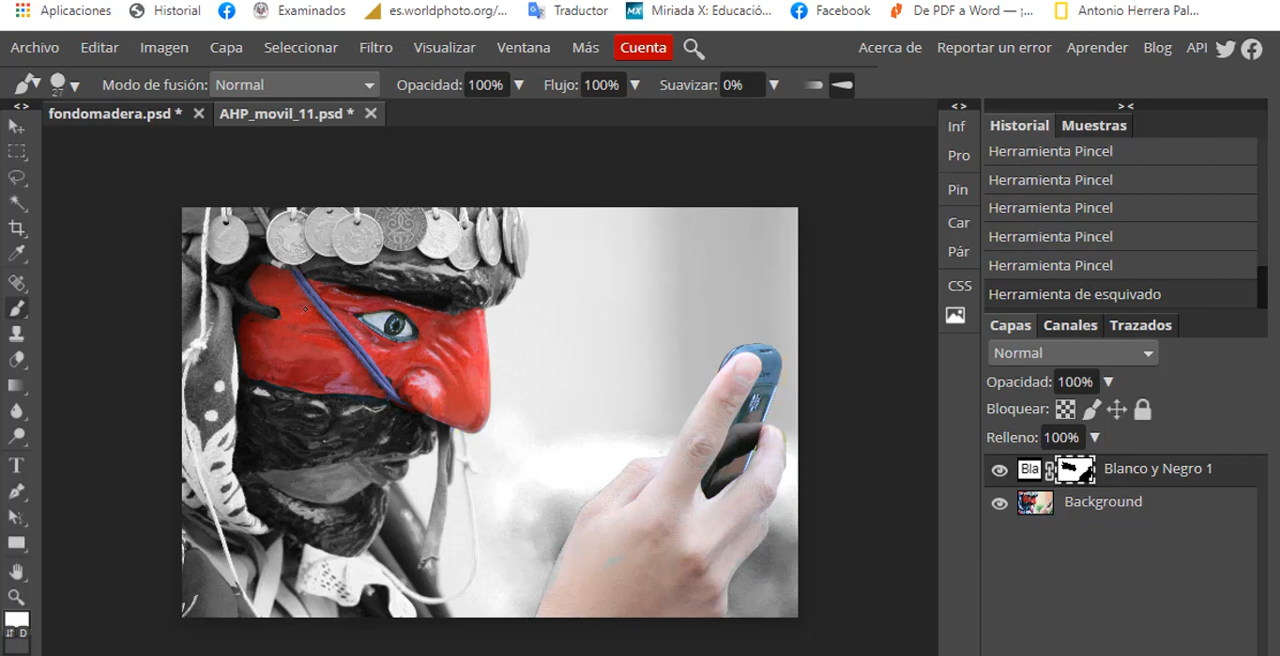 Aplicaciones Historial Examinados es.worldphoto.org/... Traductor Miriada X: Educació... Facebook De PDF a Word — ¡... Antonio Herrera Pal...
Archivo Editar Imagen Capa Seleccionar Filtro Visualizar Ventana Más Cuenta Acerca de Reportar un error Aprender Blog API
27 Modo de fusión: Normal Opacidad: 100% Flujo: 100% Suavizar: 0%
fondomadera.psd * AHP_movil_11.psd *
Inf
Pro
Pin
Car
Pár
CSS
Historial Muestras
Herramienta Pincel
Herramienta Pincel
Herramienta Pincel
Herramienta Pincel
Herramienta Pincel
Herramienta de esquivado
Capas Canales Trazados
Normal
Opacidad: 100%
Bloquear:
Relleno: 100%
Bla Blanco y Negro 1
Background
D